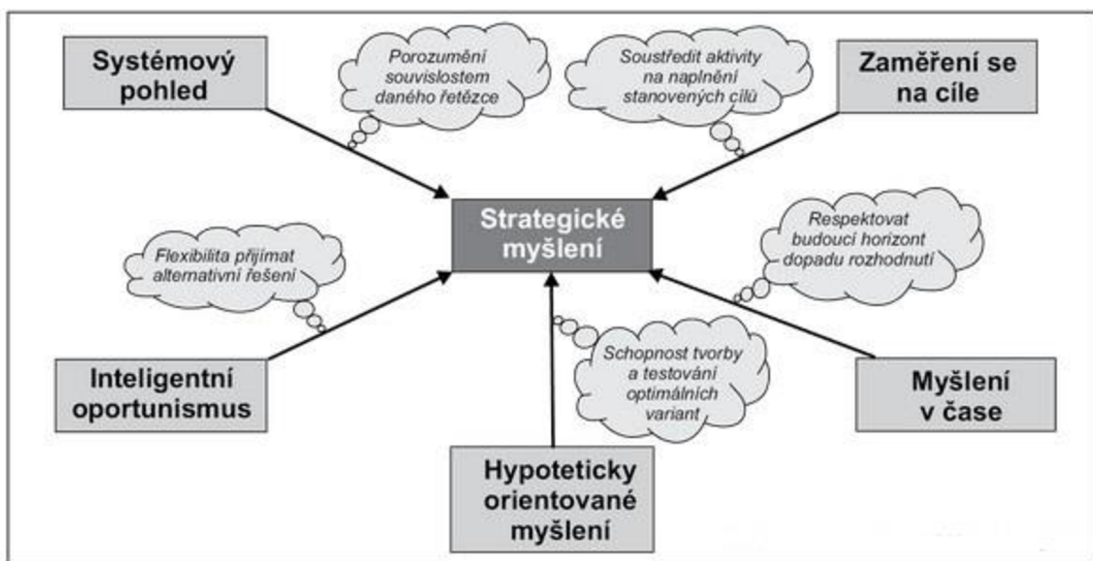 Systémový
pohled
Porozumění
souvislostem
daného řetězce
Soustředit aktivity
na naplnění
stanovených cílů
Zaměření se
na cíle
Strategické
myšlení
Flexibilita přijímat
alternativní řešení
Respektovat
budoucí horizont
dopadu rozhodnutí
Inteligentní
oportunismus
Schopnost tvorby
a testování
optimálních
variant
Myšlení
v čase
Hypoteticky
orientované
myšlení